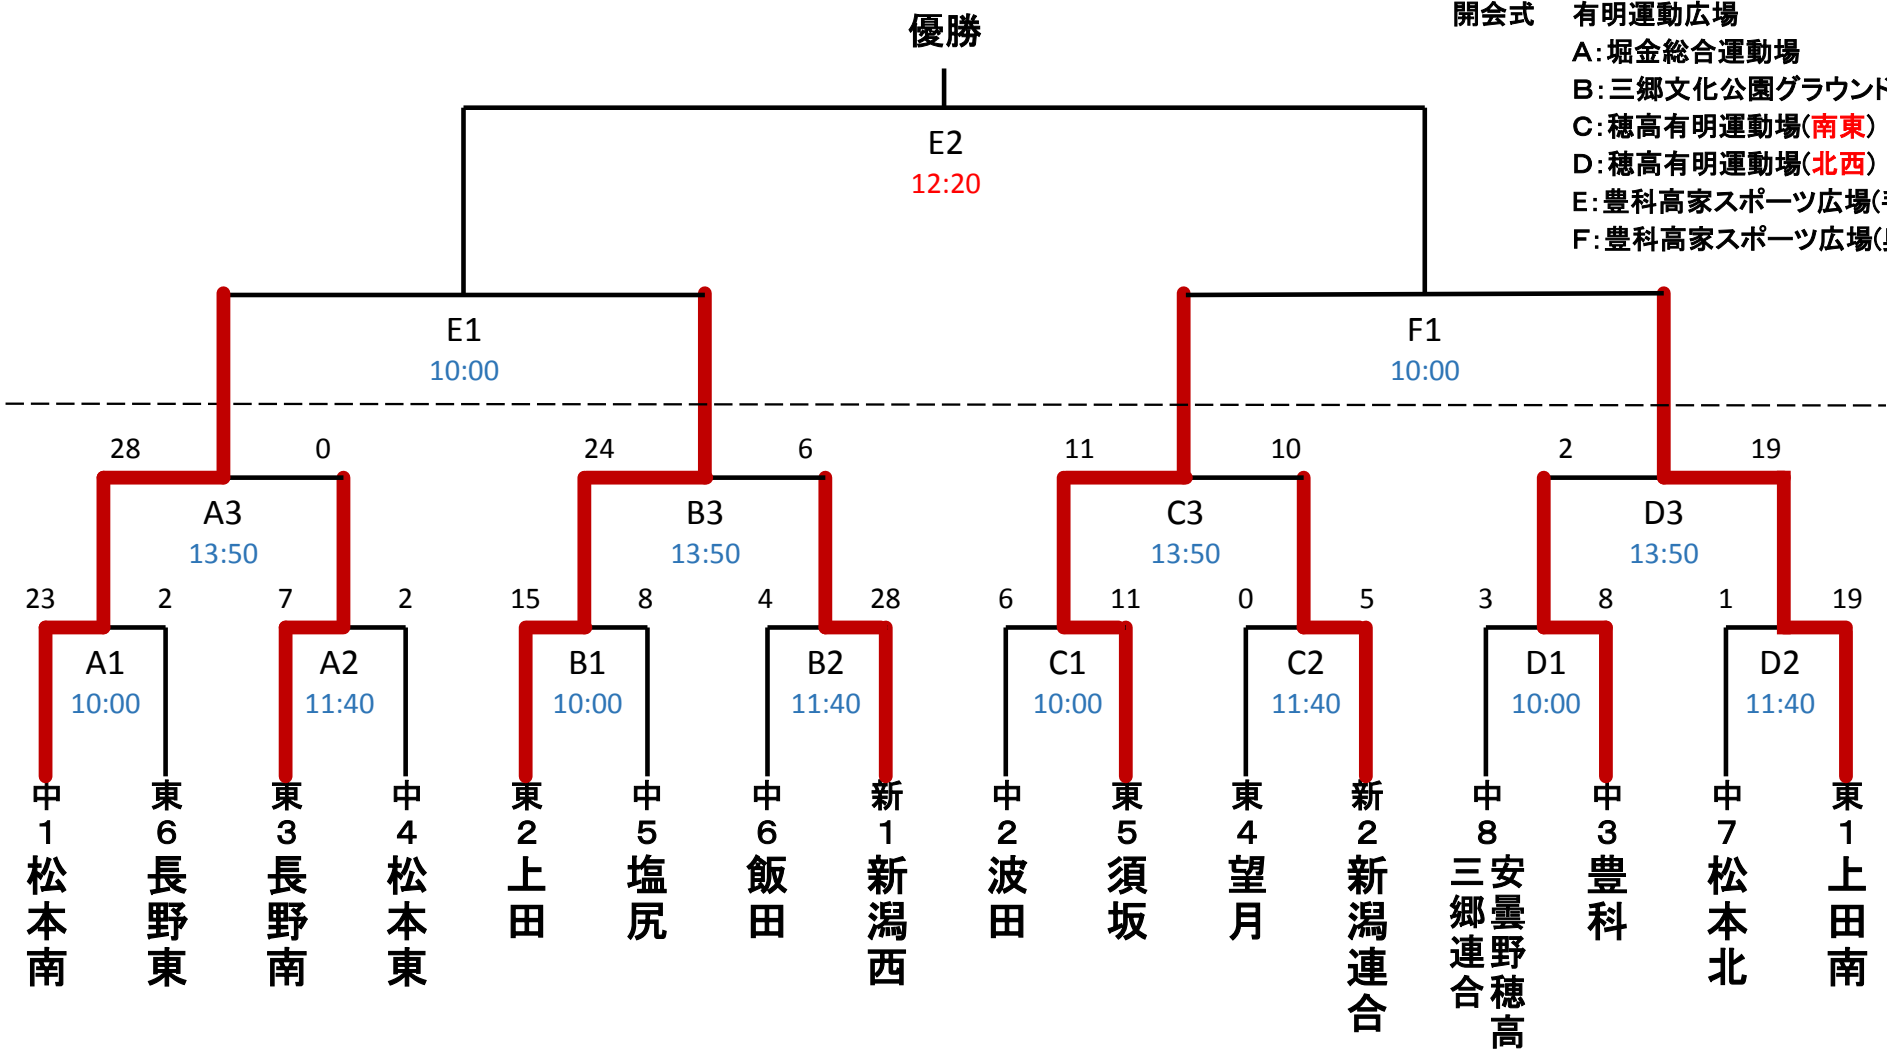 優勝
開会式 有明運動広場
A:堀金総合運動場
B:三郷文化公園グラウンド
C:穂高有明運動場(南東)
D:穂高有明運動場(北西)
E:豊科高家スポーツ広場(
F:豊科高家スポーツ広場(
E2
12:20
E1
10:00
F1
10:00
28 0 24 6 11 10 2 19
A3 B3 C3 D3
13:50 13:50 13:50 13:50
23 2 7 2 15 8 4 28 6 11 0 5 3 8 1 19
A1 A2 B1 B2 C1 C2 D1 D2
10:00 11:40 10:00 11:40 10:00 11:40 10:00 11:40
中1松本南
東6長野東
東3長野南
中4松本東
東2上田
中5塩尻
中6飯田
新1新潟西
中2波田
東5須坂
東4望月
新2新潟連合
中8安曇野穂高
三郷連合
中3豊科
中7松本北
東1上田南